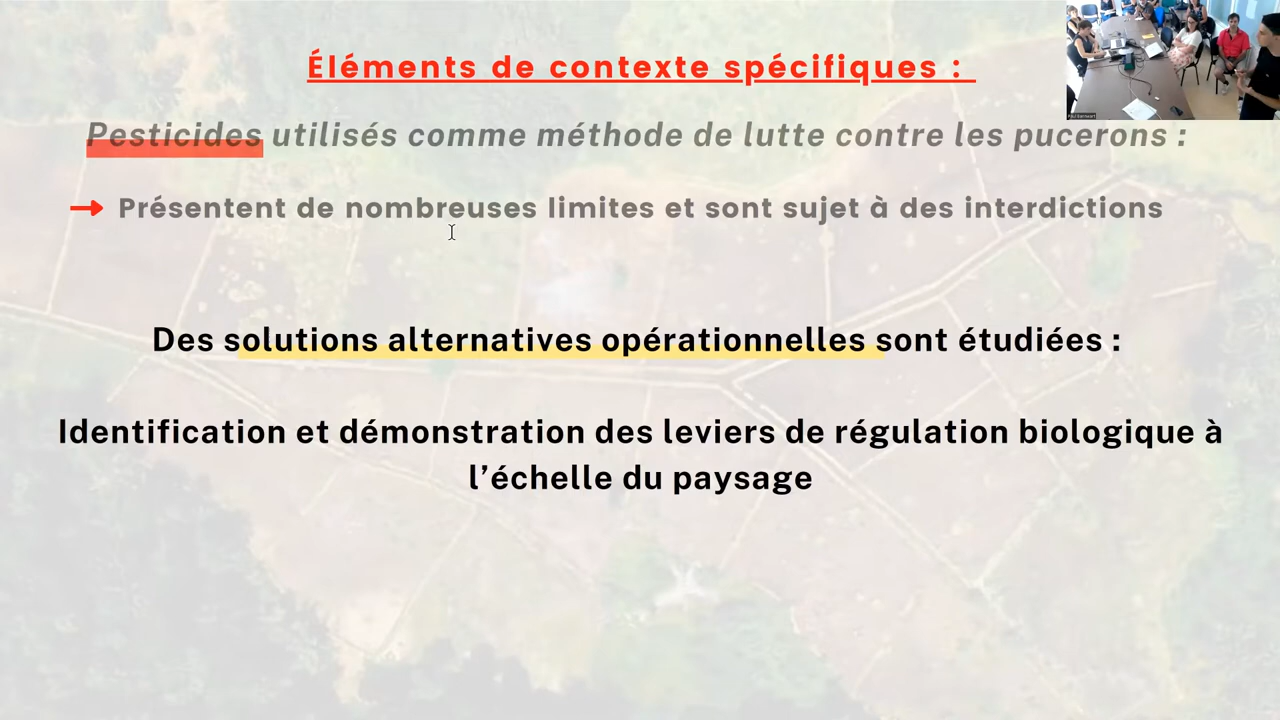 Éléments de contexte spécifiques :
Pesticides utilisés comme méthode de lutte contre les pucerons :
Présentent de nombreuses limites et sont sujet à des interdictions
Des solutions alternatives opérationnelles sont étudiées :
Identification et démonstration des leviers de régulation biologique à
l’échelle du paysage